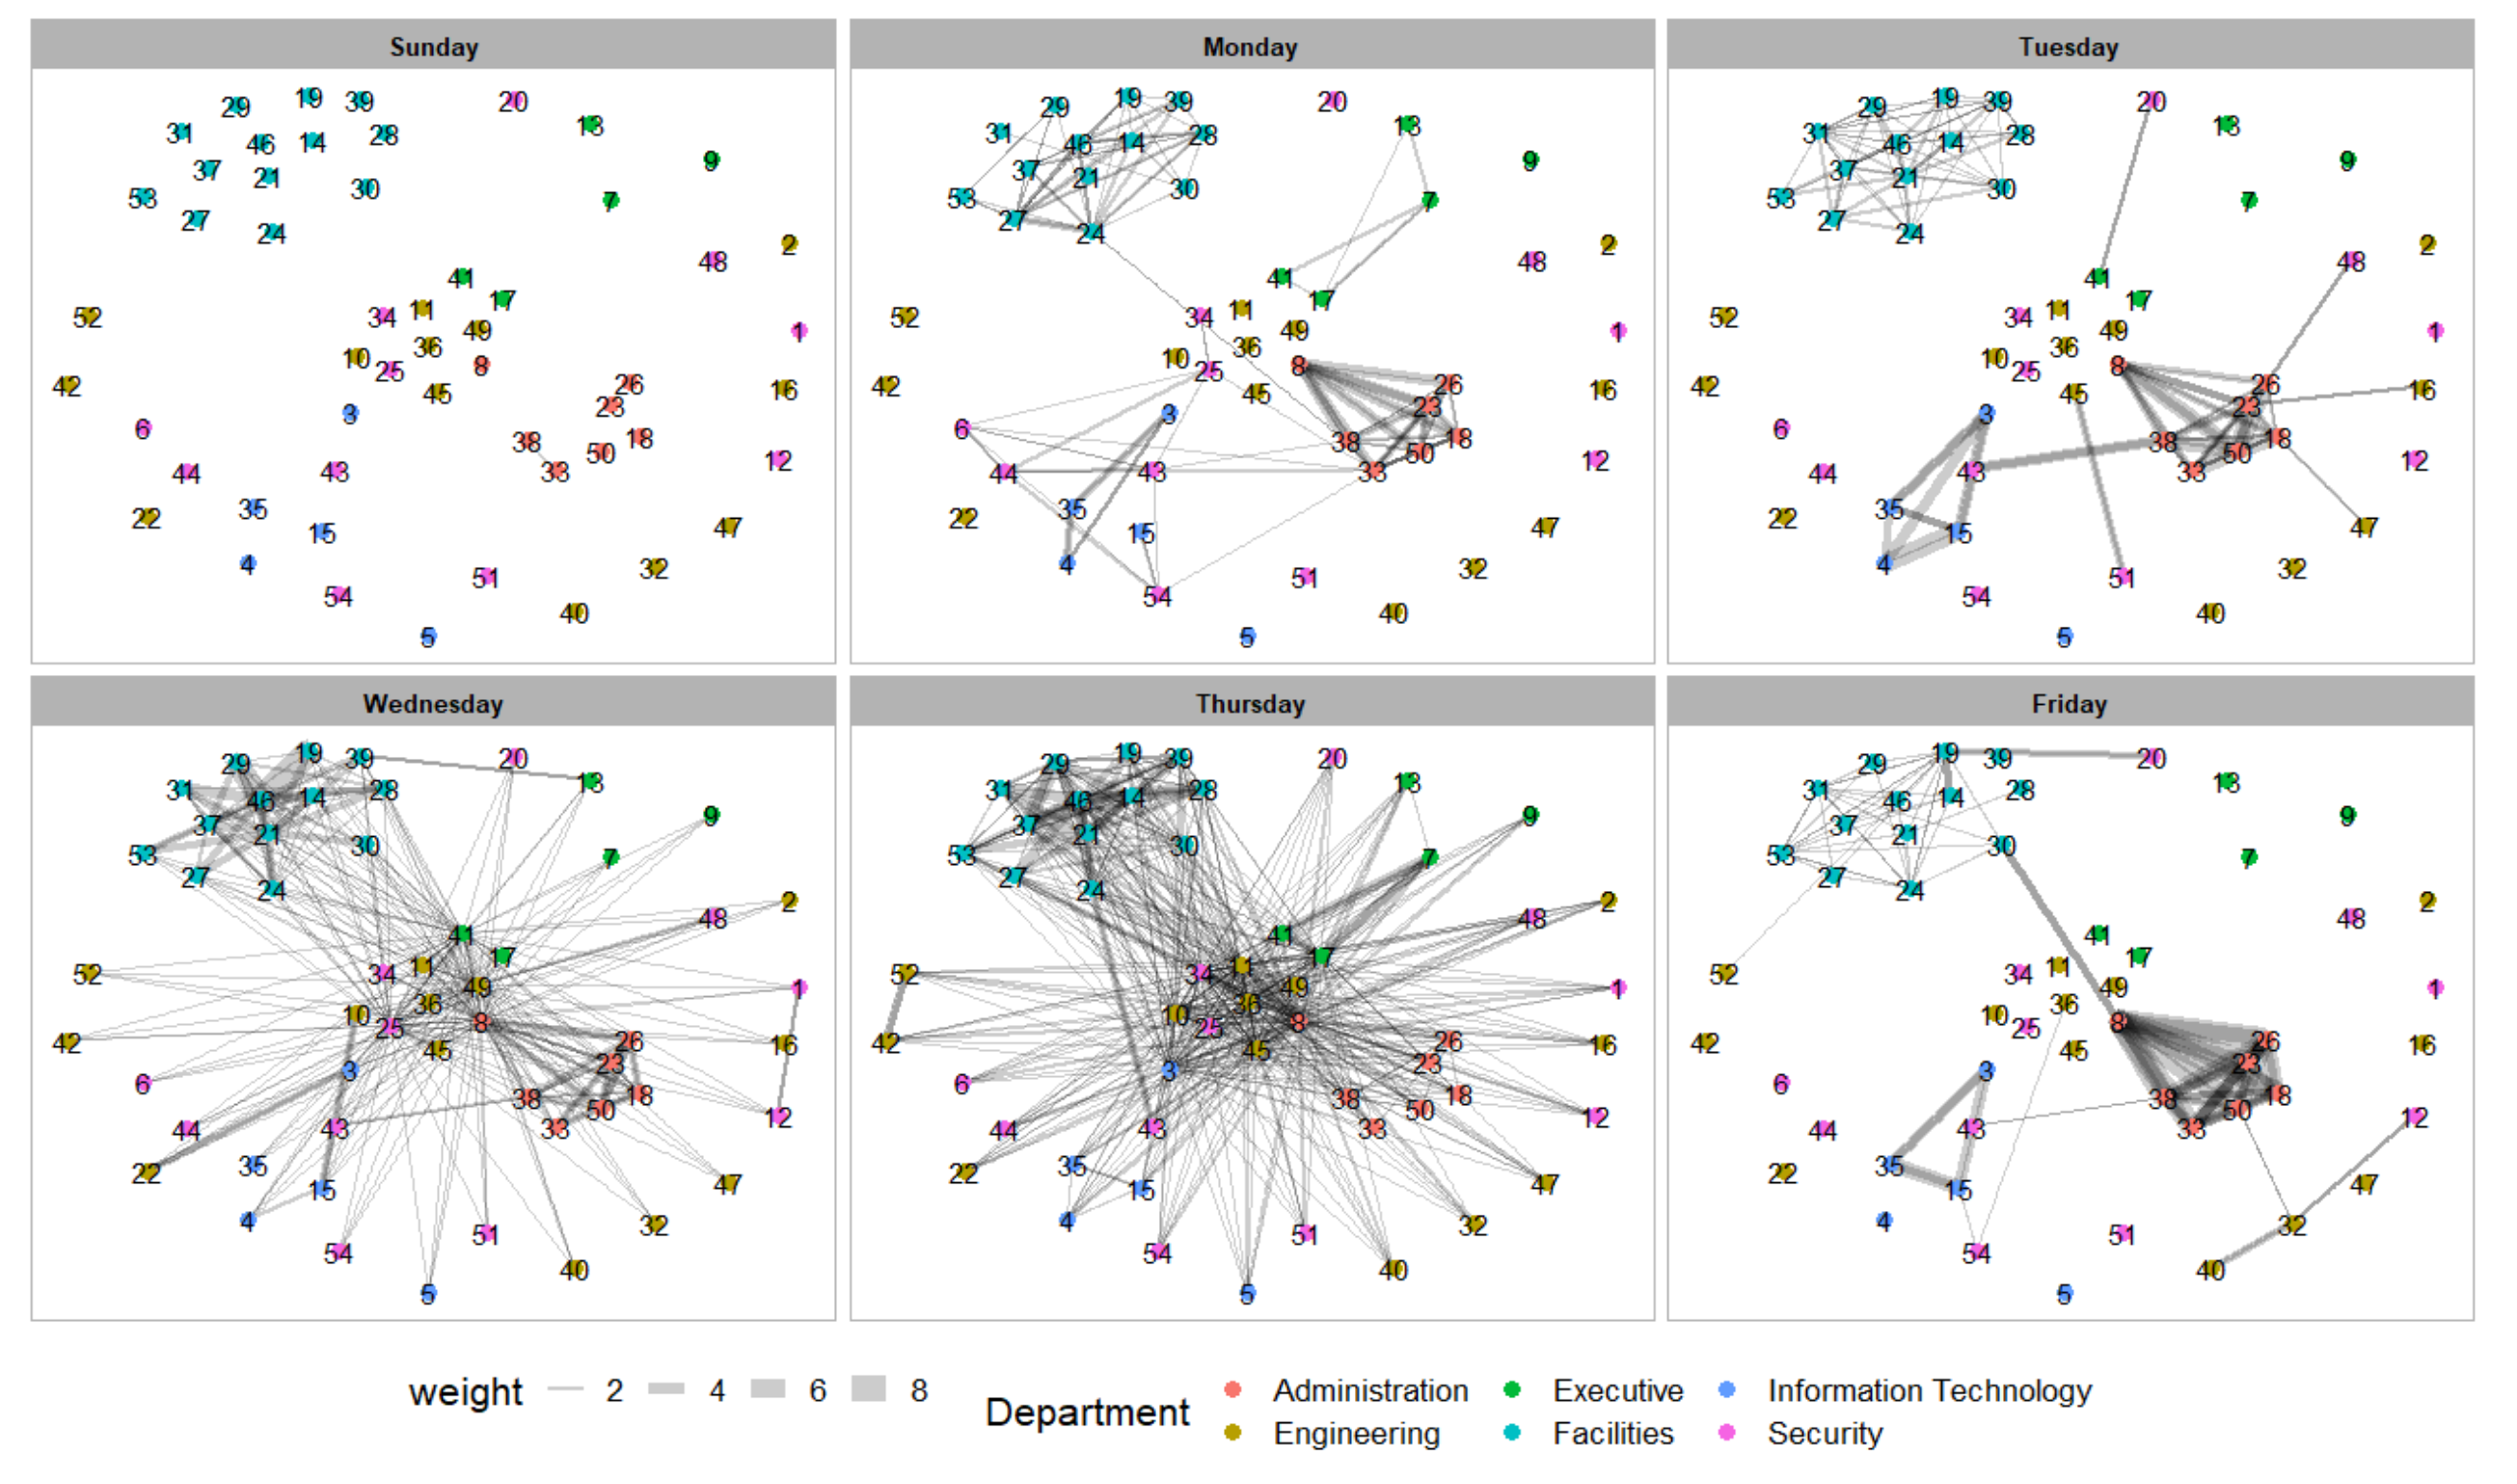 Sunday
29 19 39 20
31 46 14 28 13
37 21 30 9
53 27 24 7
48 2
41 17
52 34 11 49 1
10 25 36 8
42 45 26 16
6 3 23
38 50 18 12
44 43 33
22 35 15 47
4 54 51 32
5 40
Monday
29 19 39 20
31 46 14 28 13
37 21 30 9
53 27 24 7
48 2
41 17
52 34 11 49 1
10 25 36 8
42 45 26 16
6 3 23
38 50 18 12
44 43 33
22 35 15 47
4 54 51 32
5 40
Tuesday
29 19 39 20
31 46 14 28 13
37 21 30 9
53 27 24 7
48 2
41 17
52 34 11 49 1
10 25 36 8
42 45 26 16
6 3 23
38 50 18 12
44 43 33
22 35 15 47
4 54 51 32
5 40
Wednesday
29 19 39 20
31 46 14 28 13
37 21 30 9
53 27 24 7
48 2
41 17
52 34 11 49 1
10 25 36 8
42 45 26 16
6 3 23
38 50 18 12
44 43 33
22 35 15 47
4 54 51 32
5 40
Thursday
29 19 39 20
31 46 14 28 13
37 21 30 9
53 27 24 7
48 2
41 17
52 34 11 49 1
10 25 36 8
42 45 26 16
6 3 23
38 50 18 12
44 43 33
22 35 15 47
4 54 51 32
5 40
Friday
29 19 39 20
31 46 14 28 13
37 21 30 9
53 27 24 7
48 2
41 17
52 34 11 49 1
10 25 36 8
42 45 26 16
6 3 23
38 50 18 12
44 43 33
22 35 15 47
4 54 51 32
5 40
weight 2 4 6 8
Department
Administration Executive Information Technology
Engineering Facilities Security